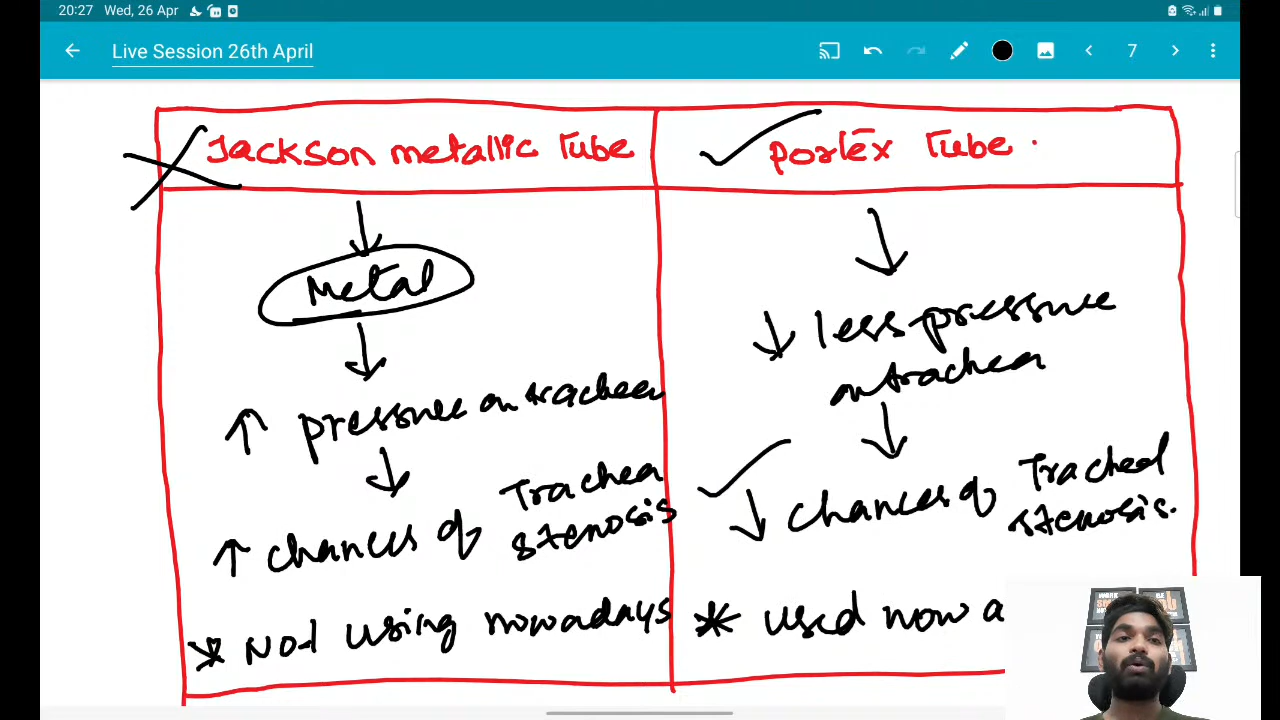 20:27 Wed, 26 Apr
Live Session 26th April
7
Jackson metallic Tube
Metal
↑ pressure on trachea
↑ chances of Trachea
stenosis
* Not using nowadays
portex Tube.
↓ less pressure
on trachea
↓ chances of Tracheal
stenosis.
* used now a